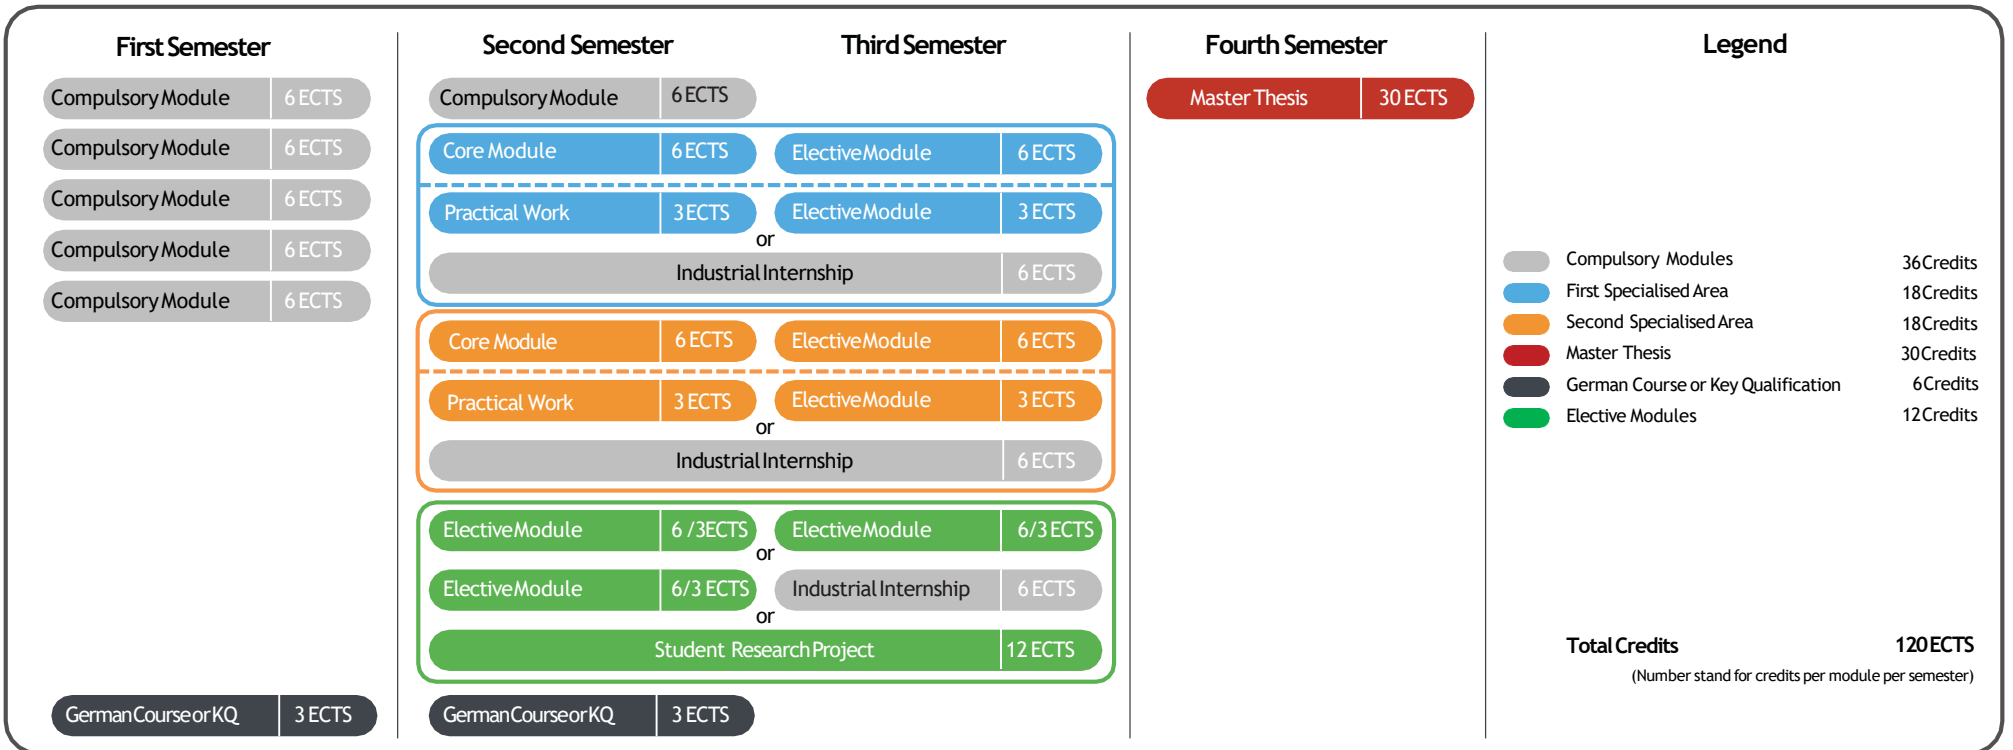 First Semester
Compulsory Module 6 ECTS
Compulsory Module 6 ECTS
Compulsory Module 6 ECTS
Compulsory Module 6 ECTS
Compulsory Module 6 ECTS
German Course or KQ 3 ECTS
Second Semester Third Semester
Compulsory Module 6 ECTS
Core Module 6 ECTS Elective Module 6 ECTS
Practical Work 3 ECTS Elective Module 3 ECTS
or
Industrial Internship 6 ECTS
Core Module 6 ECTS Elective Module 6 ECTS
Practical Work 3 ECTS Elective Module 3 ECTS
or
Industrial Internship 6 ECTS
Elective Module 6 /3ECTS Elective Module 6/3 ECTS
or
Elective Module 6/3 ECTS Industrial Internship 6 ECTS
or
Student Research Project 12 ECTS
German Course or KQ 3 ECTS
Fourth Semester
Master Thesis 30 ECTS
Legend
Compulsory Modules 36 Credits
First Specialised Area 18 Credits
Second Specialised Area 18 Credits
Master Thesis 30 Credits
German Course or Key Qualification 6 Credits
Elective Modules 12 Credits
Total Credits 120 ECTS
(Number stand for credits per module per semester)